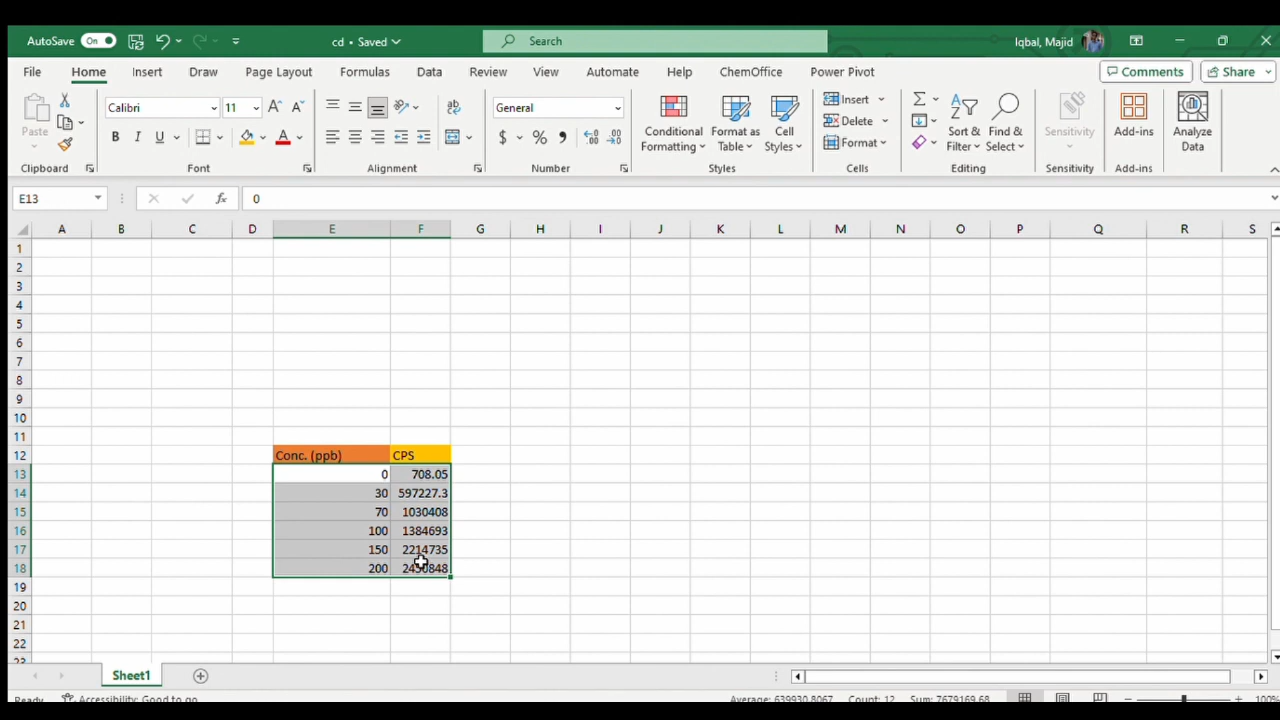 AutoSave On cd • Saved Search Iqbal, Majid
File Home Insert Draw Page Layout Formulas Data Review View Automate Help ChemOffice Power Pivot Comments Share
Paste Calibri 11 General Conditional Formatting Format as Table Cell Styles Insert Delete Format Sort & Filter Find & Select Sensitivity Add-ins Analyze Data
Clipboard Font Alignment Number Styles Cells Editing Sensitivity Add-ins
E13 fx 0
A B C D E F G H I J K L M N O P Q R S
1
2
3
4
5
6
7
8
9
10
11
12 Conc. (ppb) CPS
13 0 708.05
14 30 597227.3
15 70 1030408
16 100 1384693
17 150 2214735
18 200
19
20
21
22
23
Sheet1
Ready Accessibility: Good to go Average: 639930.8067 Count: 12 Sum: 7679169.68 100%